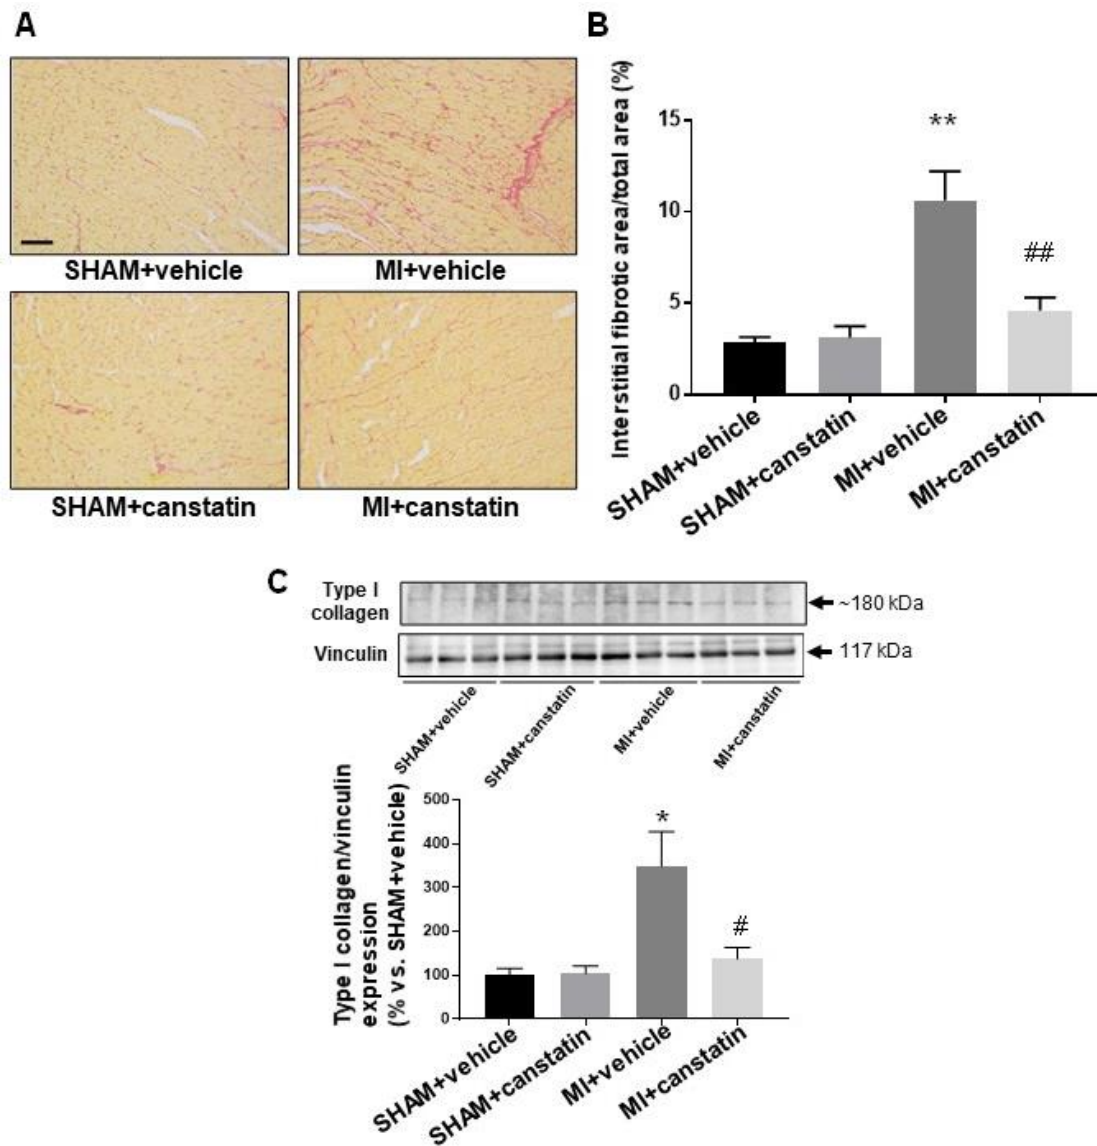 A
SHAM+vehicle
MI+vehicle
SHAM+canstatin
MI+canstatin
B
Interstitial fibrotic area/total area (%)
15
10
5
0
**
##
SHAM+vehicle
SHAM+canstatin
MI+vehicle
MI+canstatin
C
Type I
collagen
~180 kDa
Vinculin
117 kDa
SHAM+vehicle
SHAM+canstatin
MI+vehicle
MI+canstatin
Type I collagen/vinculin
expression
(% vs. SHAM+vehicle)
500
400
300
200
100
0
*
#
SHAM+vehicle
SHAM+canstatin
MI+vehicle
MI+canstatin